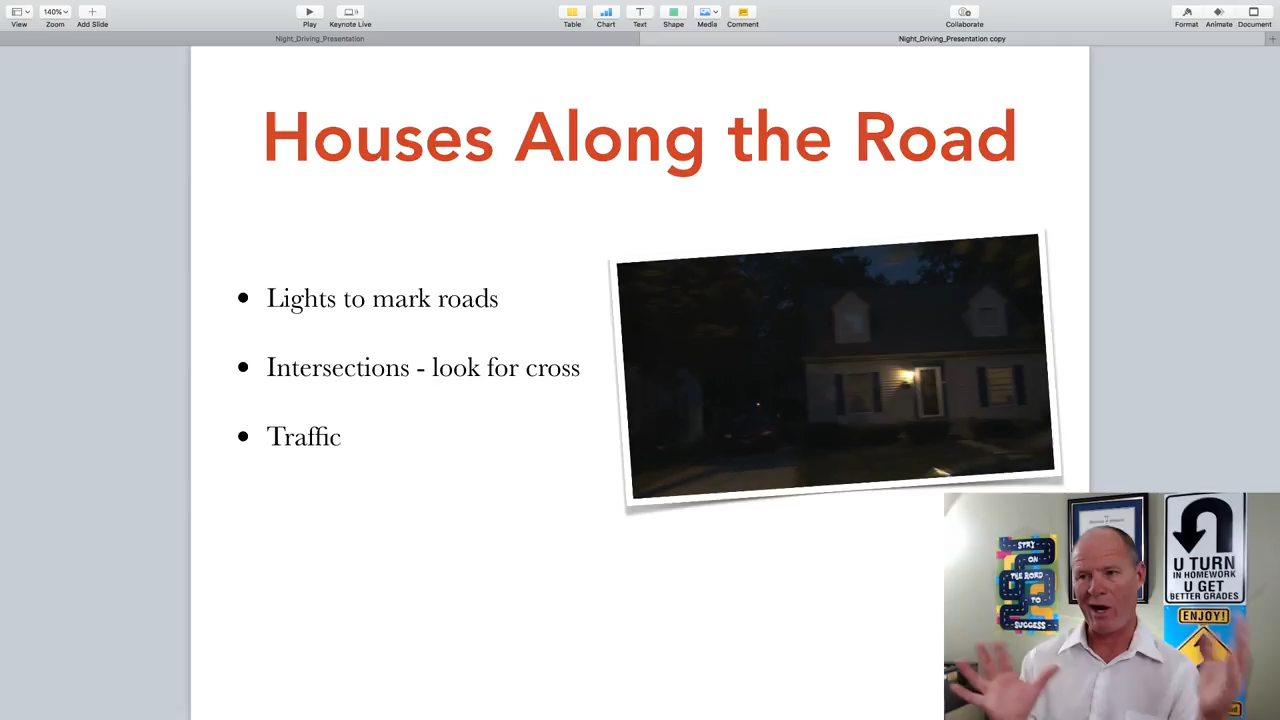 View
140%
Zoom
Add Slide
Play
Keynote Live
Table
Chart
Text
Shape
Media
Comment
Collaborate
Format
Animate
Document
Night_Driving_Presentation
Night_Driving_Presentation copy
Houses Along the Road
• Lights to mark roads
• Intersections - look for cross
• Traffic
STAY
ON
THE ROAD
TO
SUCCESS
U TURN
IN HOMEWORK
U GET
BETTER GRADES
ENJOY!